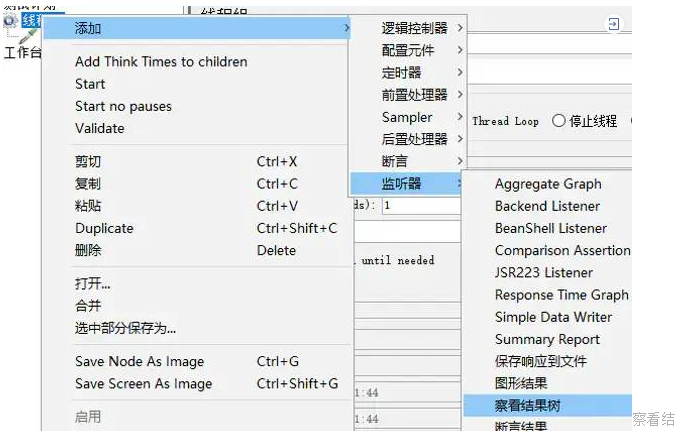 线程
工作台
线程组
添加
Add Think Times to children
Start
Start no pauses
Validate
剪切 Ctrl+X
复制 Ctrl+C
粘贴 Ctrl+V
Duplicate Ctrl+Shift+C
删除 Delete
打开...
合并
选中部分保存为...
Save Node As Image Ctrl+G
Save Screen As Image Ctrl+Shift+G
启用
逻辑控制器
配置元件
定时器
前置处理器
Sampler
后置处理器
断言
监听器
Thread Loop 停止线程
ds): 1
until needed
1:44
1:44
Aggregate Graph
Backend Listener
BeanShell Listener
Comparison Assertion
JSR223 Listener
Response Time Graph
Simple Data Writer
Summary Report
保存响应到文件
图形结果
察看结果树
断言结果
察看结